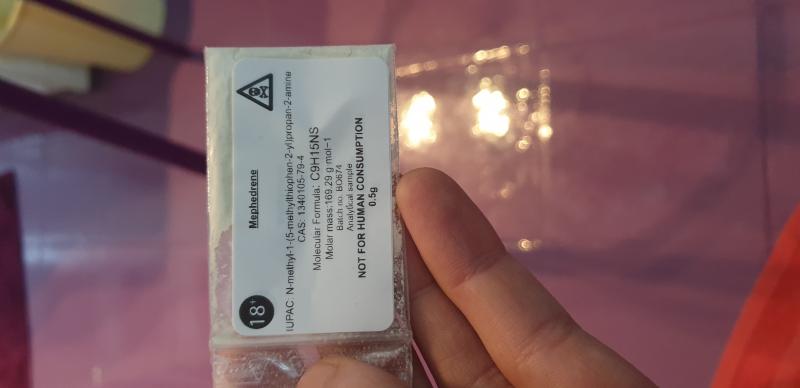 Mephedrene
IUPAC: N-methyl-1-(5-methylthiophen-2-yl)propan-2-amine
CAS: 1340105-79-4
Molecular Formula: C9H15NS
Molar mass:169.29 g mol−1
Batch no. BO674
Analytical sample
NOT FOR HUMAN CONSUMPTION
0.5g
18+